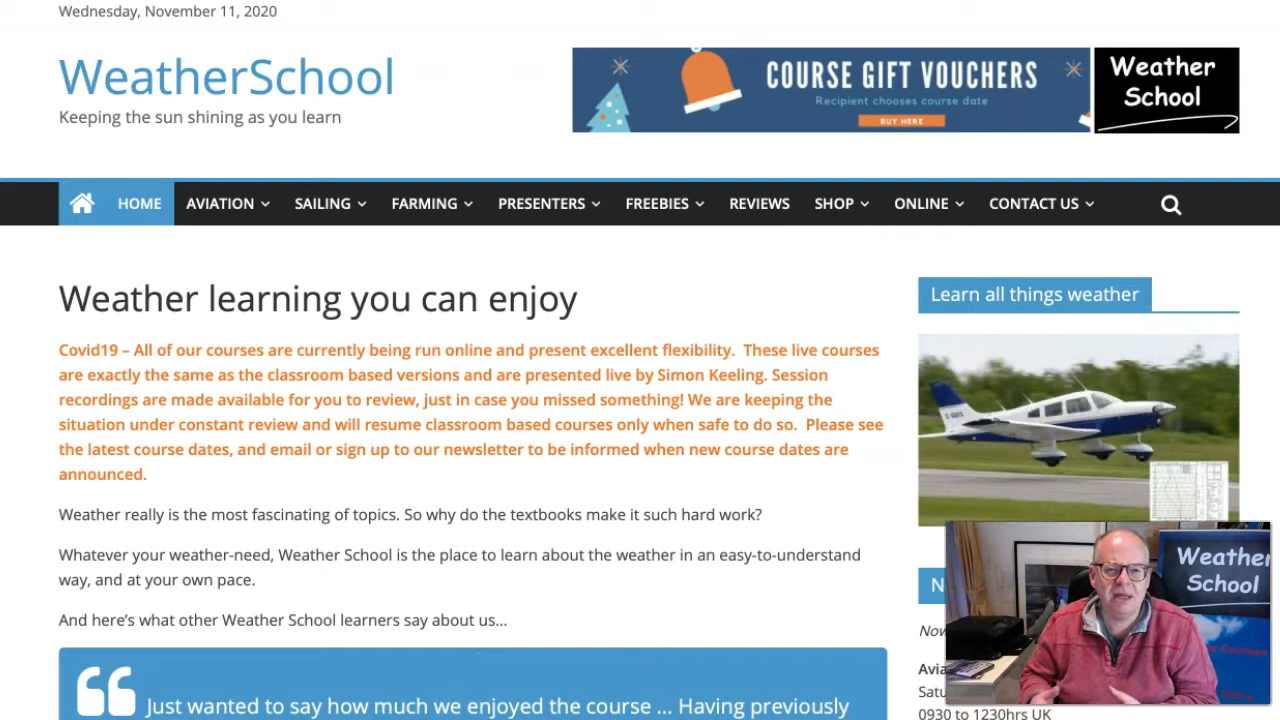 Wednesday, November 11, 2020
WeatherSchool
Keeping the sun shining as you learn
COURSE GIFT VOUCHERS
Recipient chooses course date
BUY HERE
Weather
School
HOME AVIATION SAILING FARMING PRESENTERS FREEBIES REVIEWS SHOP ONLINE CONTACT US
Weather learning you can enjoy
Covid19 – All of our courses are currently being run online and present excellent flexibility. These live courses
are exactly the same as the classroom based versions and are presented live by Simon Keeling. Session
recordings are made available for you to review, just in case you missed something! We are keeping the
situation under constant review and will resume classroom based courses only when safe to do so. Please see
the latest course dates, and email or sign up to our newsletter to be informed when new course dates are
announced.
Weather really is the most fascinating of topics. So why do the textbooks make it such hard work?
Whatever your weather-need, Weather School is the place to learn about the weather in an easy-to-understand
way, and at your own pace.
And here’s what other Weather School learners say about us…
Just wanted to say how much we enjoyed the course … Having previously
Learn all things weather
Weather
School
Courses
0930 to 1230hrs UK